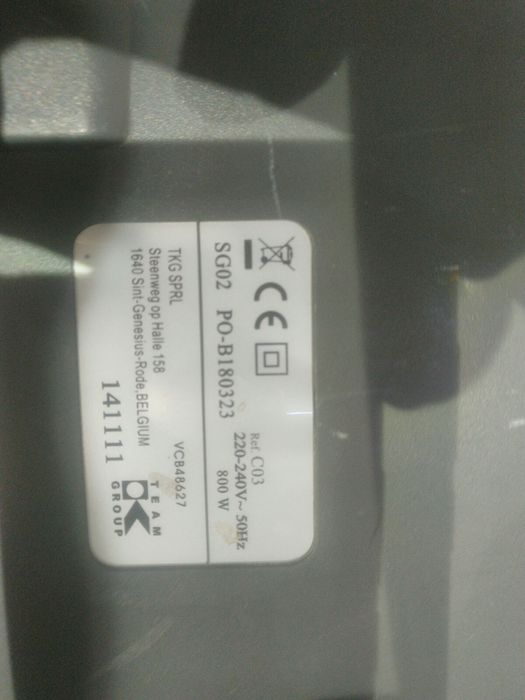 Ref. C03
220-240V~ 50Hz
800 W
SG02 PO-B180323
TKG SPRL
Steenweg op Halle 158
1640 Sint-Genesius-Rode,BELGIUM
VCB48627
141111
TEAM
K
GROUP